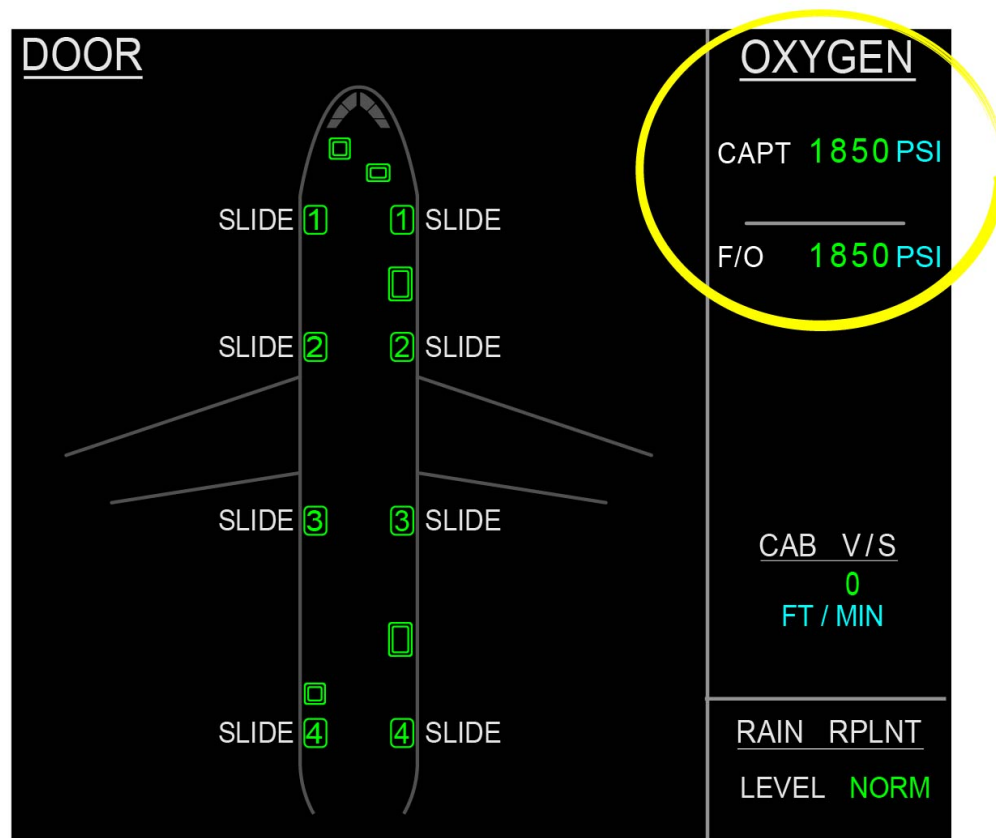 DOOR
SLIDE 1 1 SLIDE
SLIDE 2 2 SLIDE
SLIDE 3 3 SLIDE
SLIDE 4 4 SLIDE
OXYGEN
CAPT 1850 PSI
F/O 1850 PSI
CAB V/S
0
FT / MIN
RAIN RPLNT
LEVEL NORM